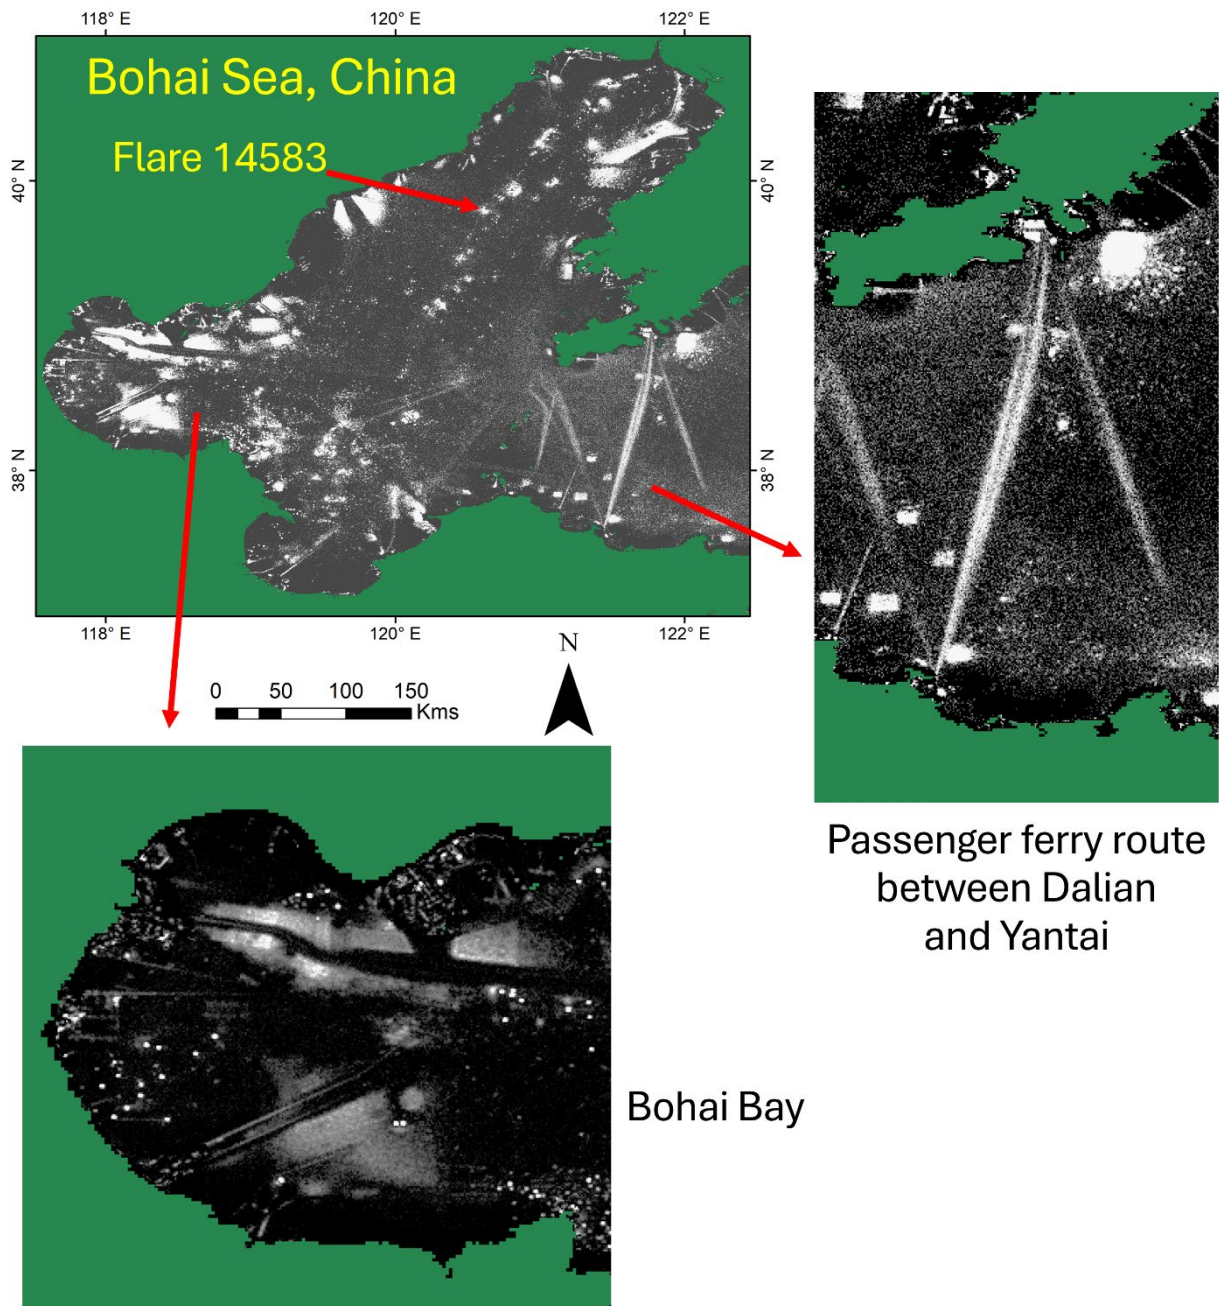 118° E
120° E
122° E
Bohai Sea, China
Flare 14583
40° N
40° N
38° N
38° N
118° E
120° E
122° E
N
0
50
100
150
Kms
Passenger ferry route
between Dalian
and Yantai
Bohai Bay